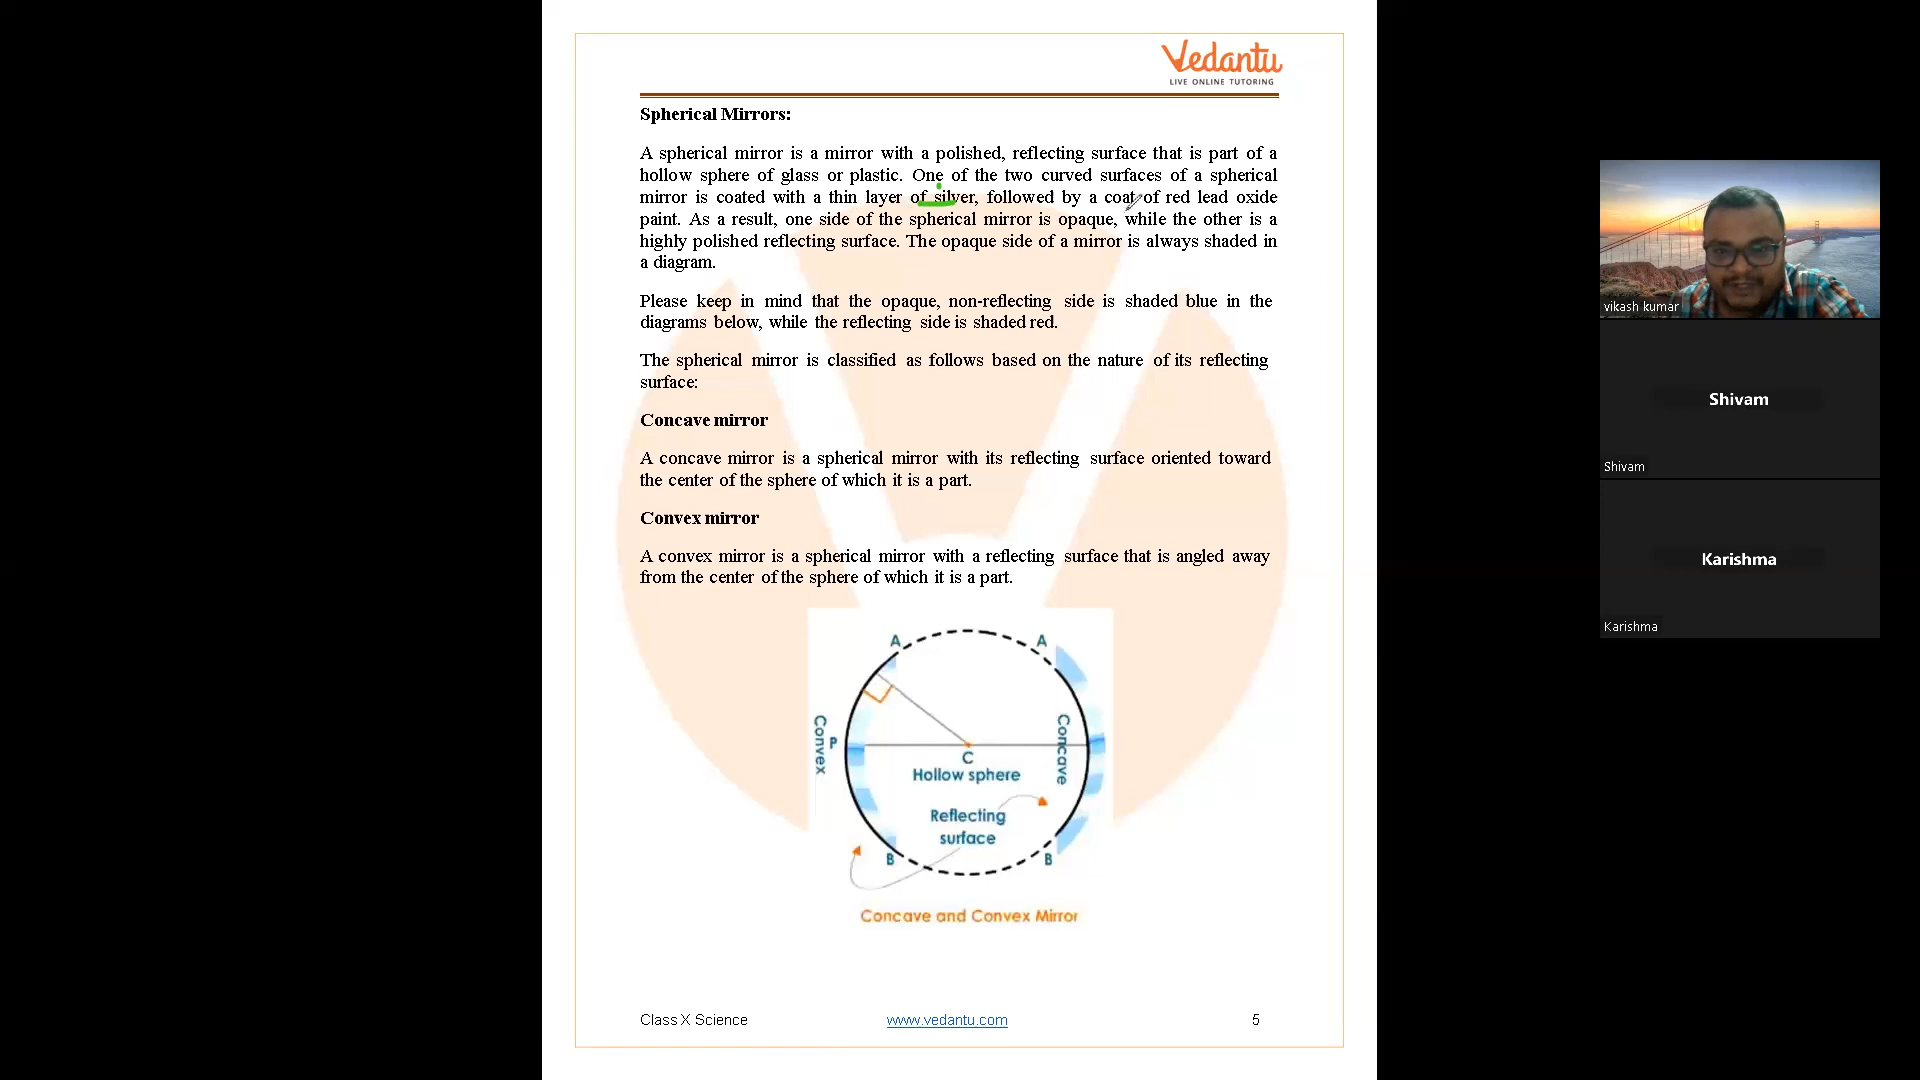 Vedantu
LIVE ONLINE TUTORING
Spherical Mirrors:
A spherical mirror is a mirror with a polished, reflecting surface that is part of a
hollow sphere of glass or plastic. One of the two curved surfaces of a spherical
mirror is coated with a thin layer of silver, followed by a coat of red lead oxide
paint. As a result, one side of the spherical mirror is opaque, while the other is a
highly polished reflecting surface. The opaque side of a mirror is always shaded in
a diagram.
Please keep in mind that the opaque, non-reflecting side is shaded blue in the
diagrams below, while the reflecting side is shaded red.
The spherical mirror is classified as follows based on the nature of its reflecting
surface:
Concave mirror
A concave mirror is a spherical mirror with its reflecting surface oriented toward
the center of the sphere of which it is a part.
Convex mirror
A convex mirror is a spherical mirror with a reflecting surface that is angled away
from the center of the sphere of which it is a part.
A
A
Convex
P
C
Concave
Hollow sphere
Reflecting
surface
B
B
Concave and Convex Mirror
Class X Science
www.vedantu.com
5
vikash kumar
Shivam
Shivam
Karishma
Karishma